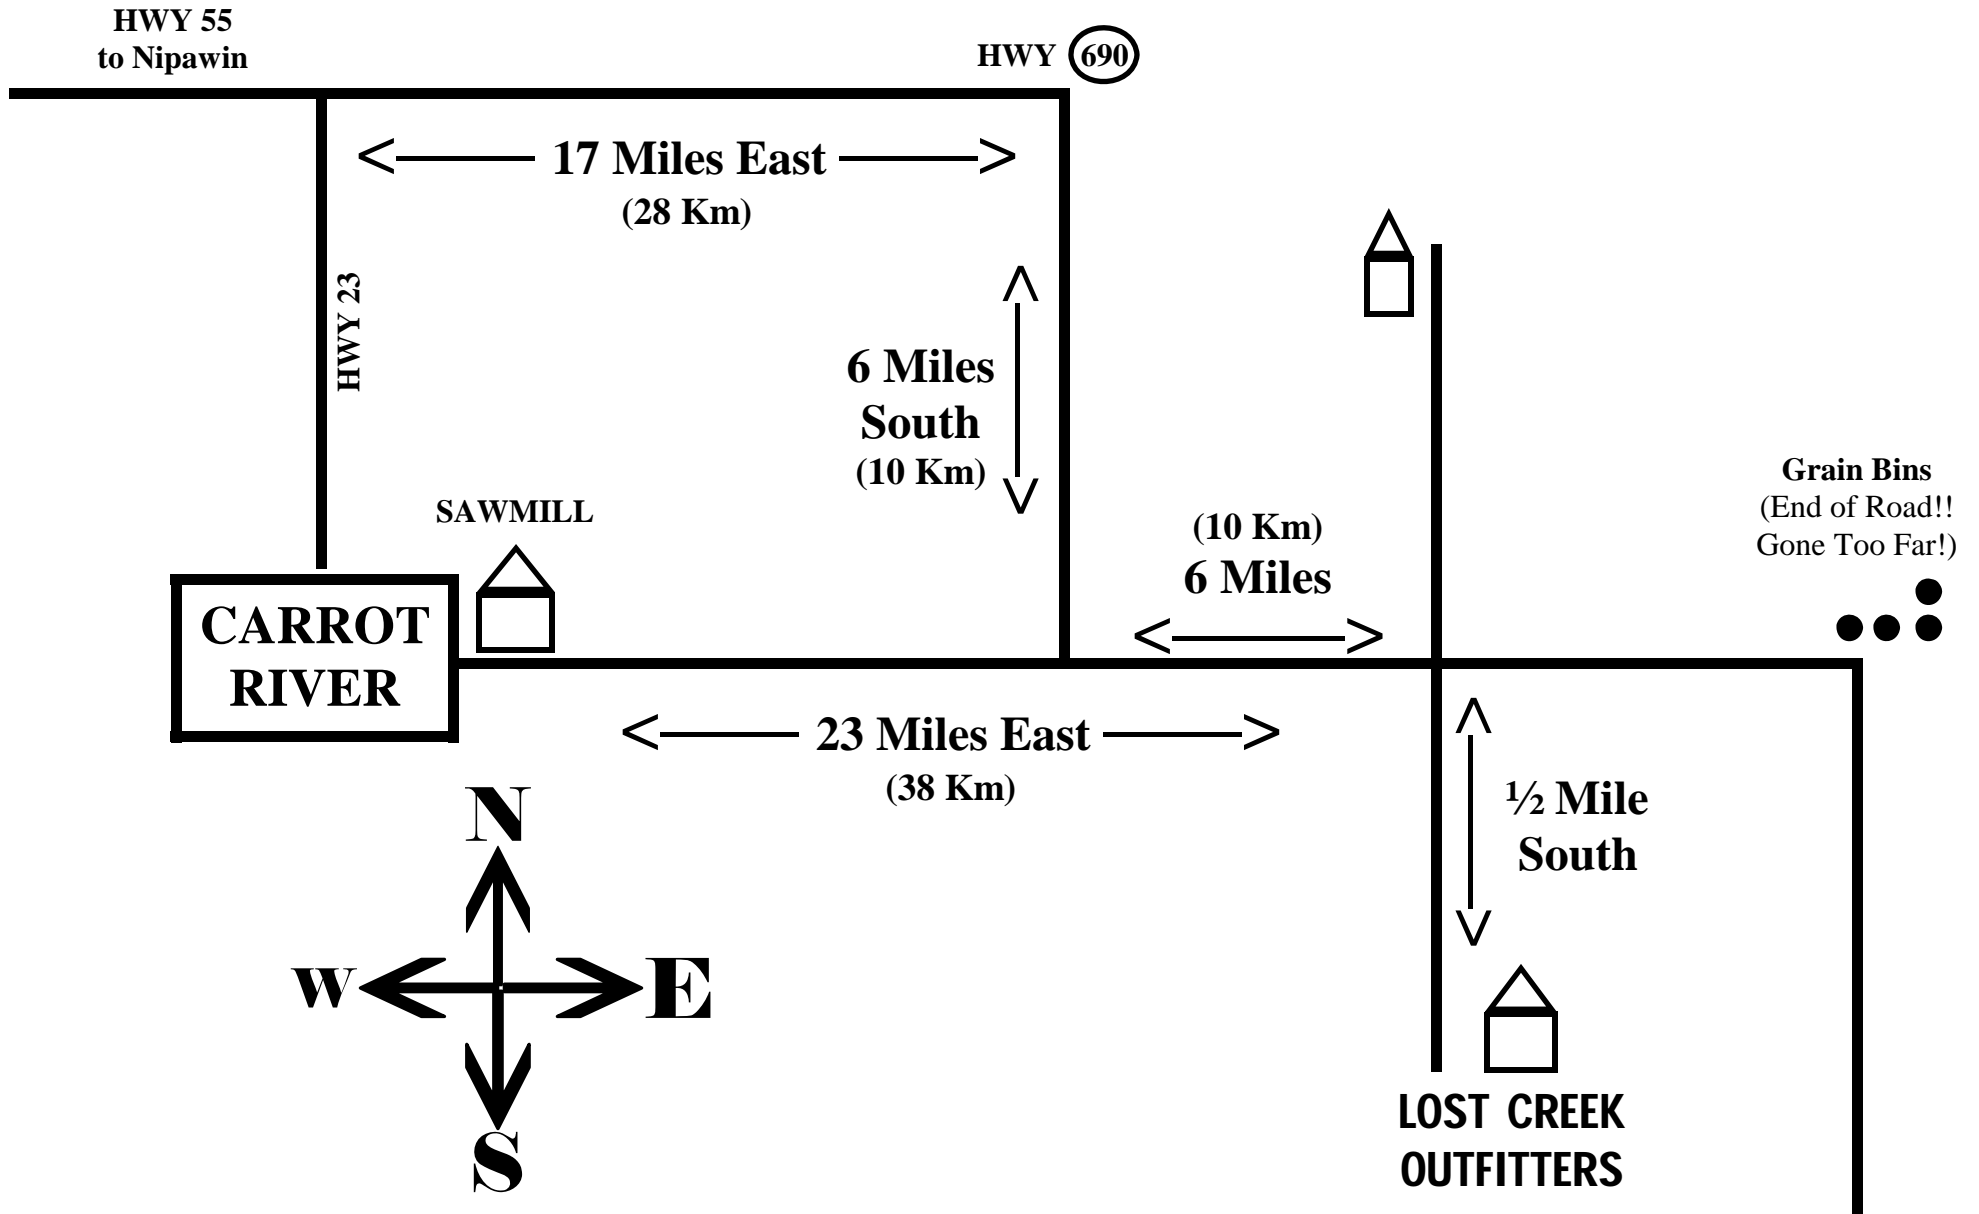 HWY 55
to Nipawin
HWY 690
17 Miles East
(28 Km)
HWY 23
6 Miles
South
(10 Km)
SAWMILL
Grain Bins
(End of Road!!
Gone Too Far!)
(10 Km)
6 Miles
CARROT
RIVER
23 Miles East
(38 Km)
½ Mile
South
N
W
E
S
LOST CREEK
OUTFITTERS